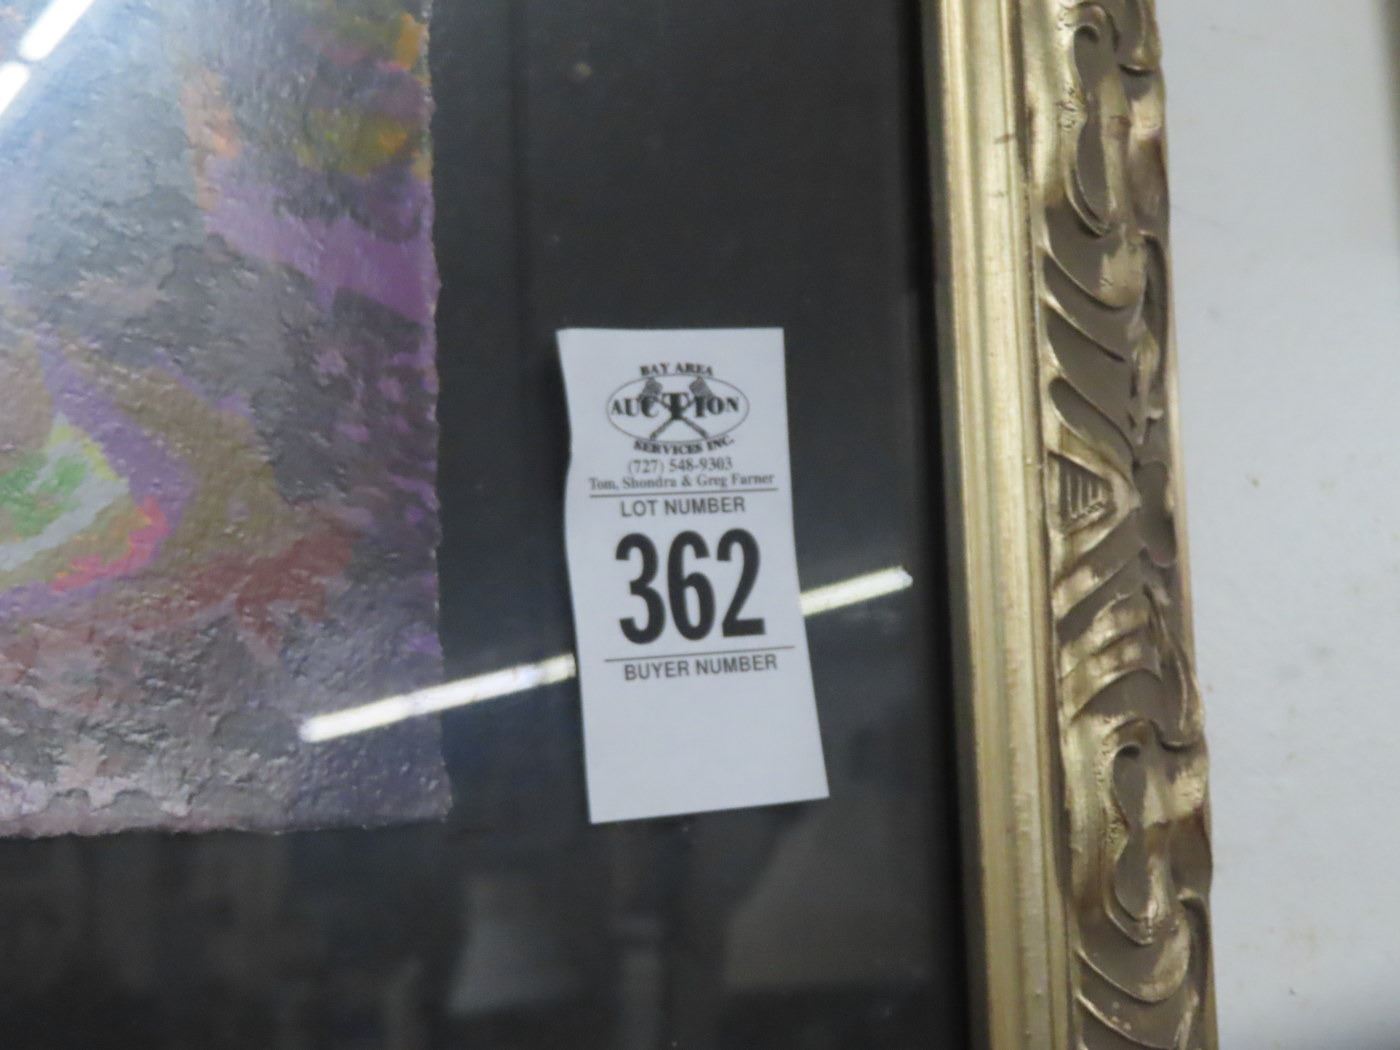 BAY AREA
AUCTION
SERVICES INC.
(727) 548-9303
Tom, Shondra & Greg Farner
LOT NUMBER
362
BUYER NUMBER